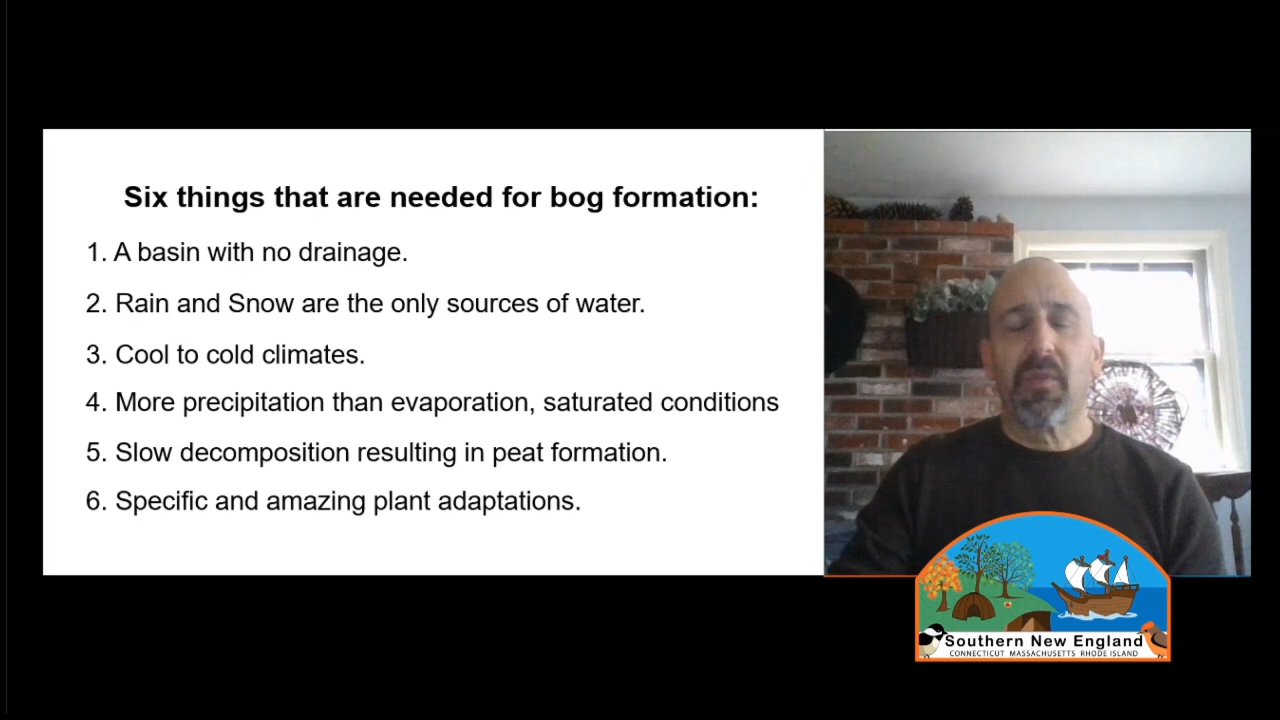 Six things that are needed for bog formation:
1. A basin with no drainage.
2. Rain and Snow are the only sources of water.
3. Cool to cold climates.
4. More precipitation than evaporation, saturated conditions
5. Slow decomposition resulting in peat formation.
6. Specific and amazing plant adaptations.
Southern New England
CONNECTICUT MASSACHUSETTS RHODE ISLAND